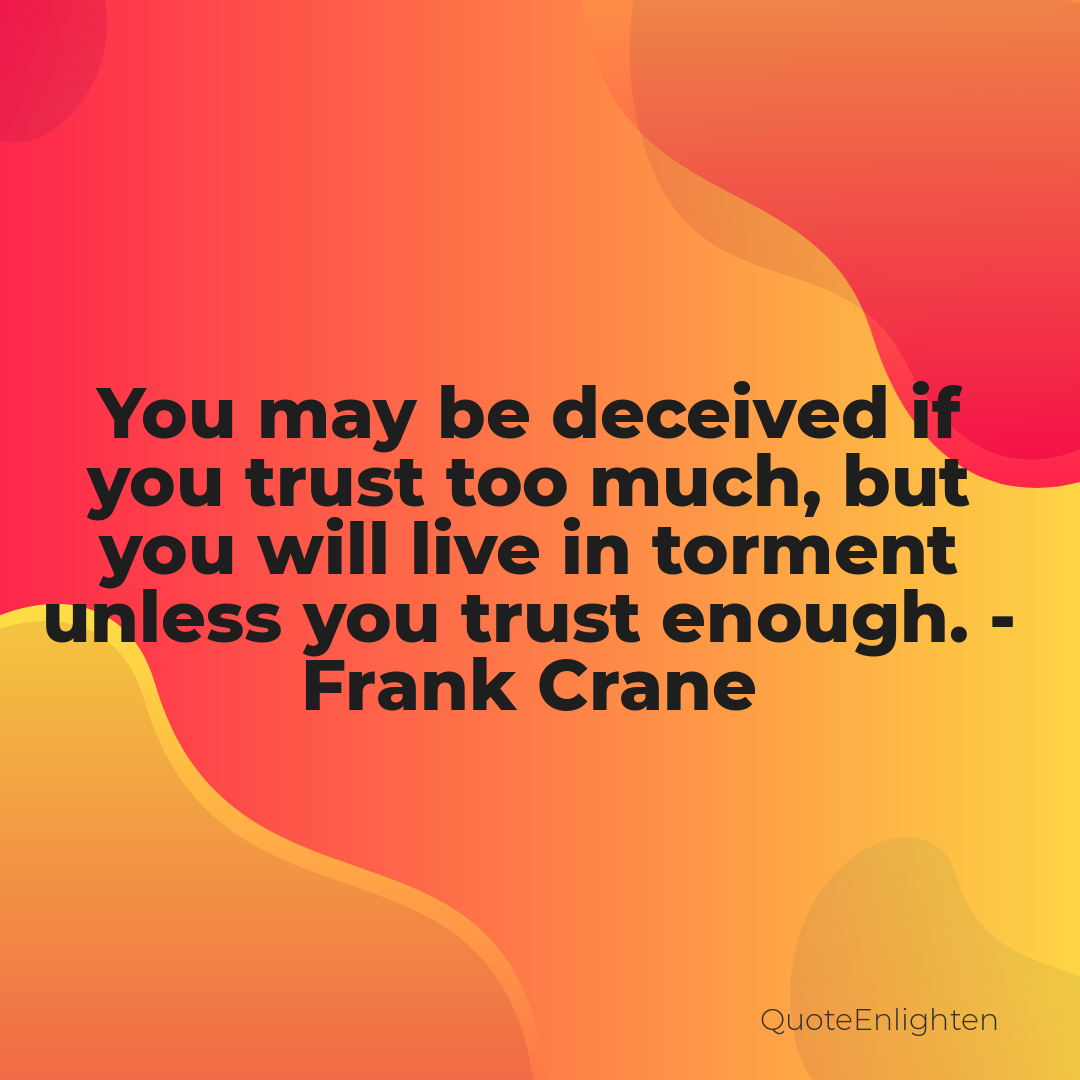 You may be deceived if
you trust too much, but
you will live in torment
unless you trust enough. -
Frank Crane
QuoteEnlighten